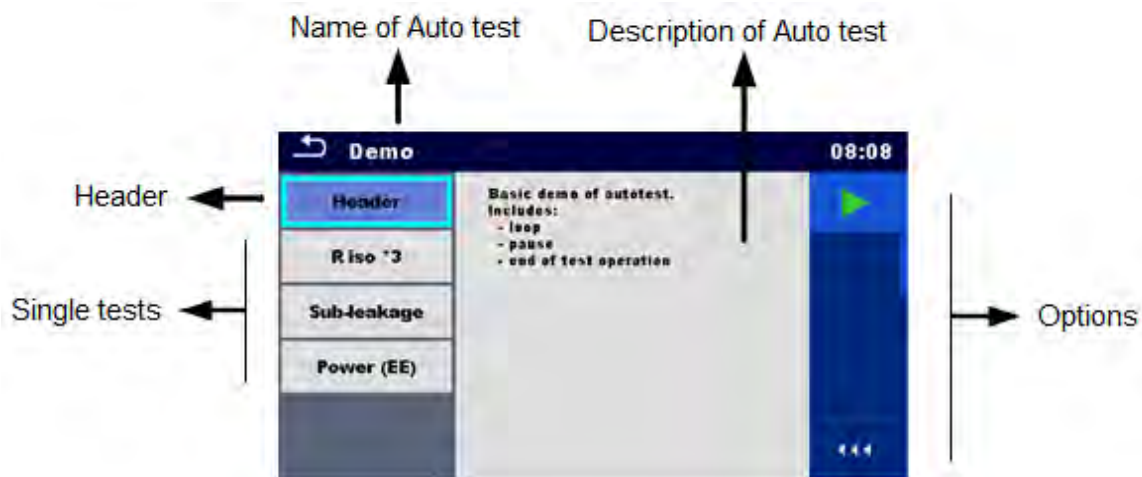 Name of Auto test
Description of Auto test
Demo
08:08
Header
Header
Basic demo of autotest.
Includes:
- loop
- pause
- end of test operation
R iso *3
Single tests
Sub-leakage
Options
Power (EE)